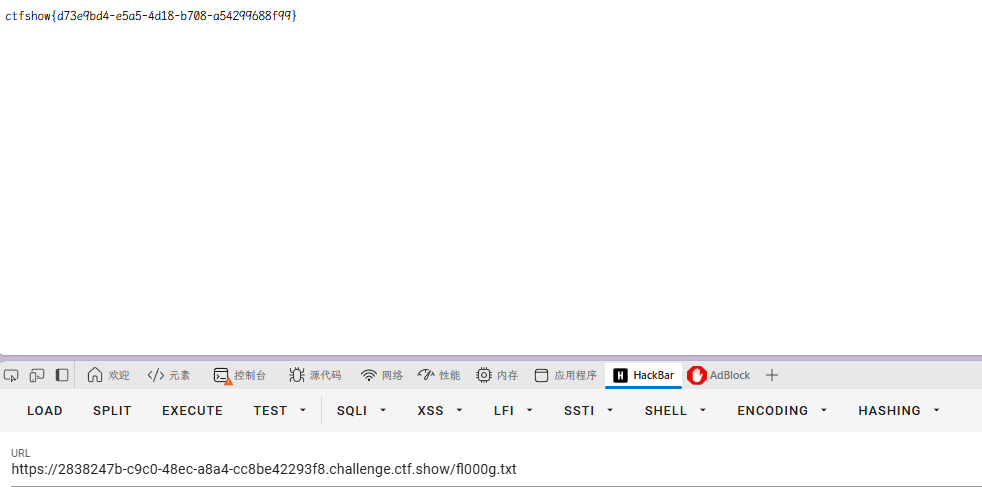 ctfshow{d73e9bd4-e5a5-4d18-b708-a54299688f99}
欢迎 </> 元素 控制台 源代码 网络 性能 内存 应用程序 H HackBar AdBlock +
LOAD SPLIT EXECUTE TEST SQLI XSS LFI SSTI SHELL ENCODING HASHING
URL
https://2838247b-c9c0-48ec-a8a4-cc8be42293f8.challenge.ctf.show/fl000g.txt